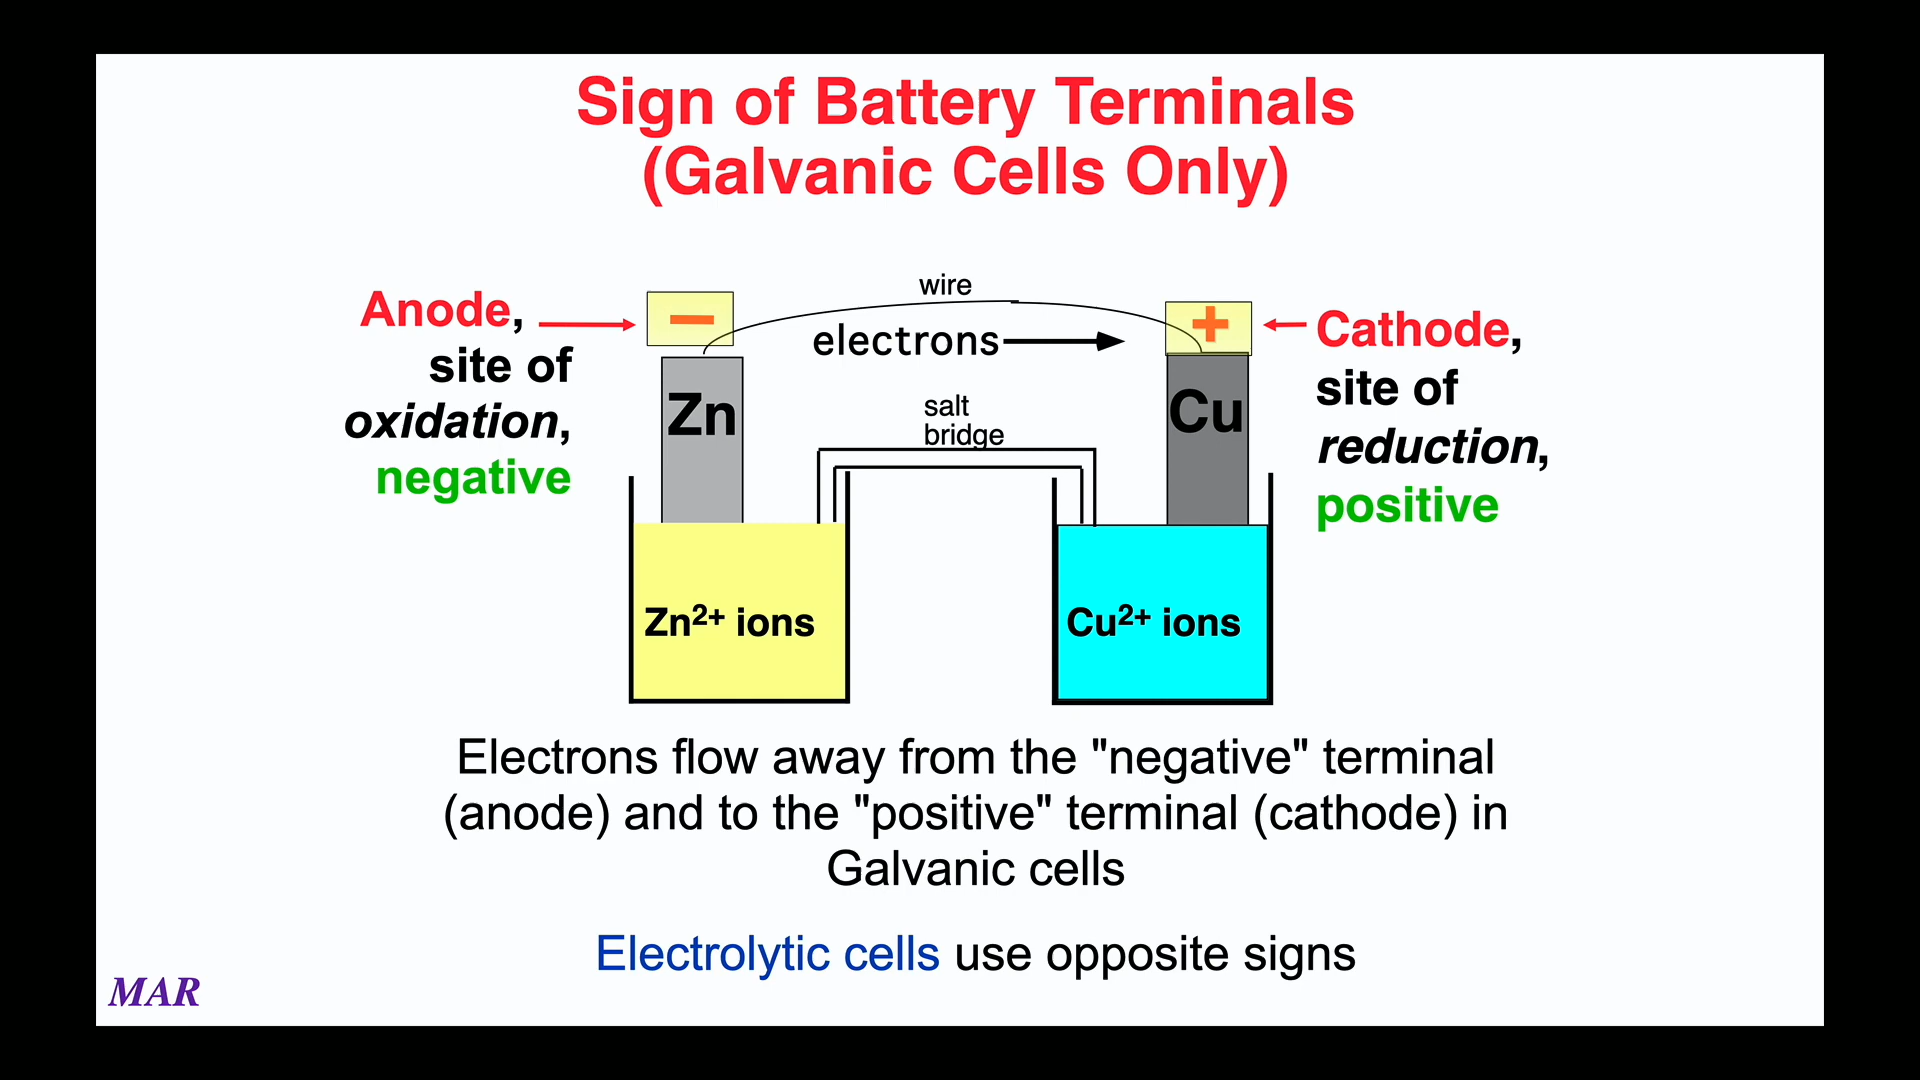 Sign of Battery Terminals
(Galvanic Cells Only)
wire
Anode,
site of
oxidation,
negative
−
electrons
+
Cathode,
site of
reduction,
positive
Zn
salt
bridge
Cu
Zn²⁺ ions
Cu²⁺ ions
Electrons flow away from the "negative" terminal
(anode) and to the "positive" terminal (cathode) in
Galvanic cells
Electrolytic cells use opposite signs
MAR